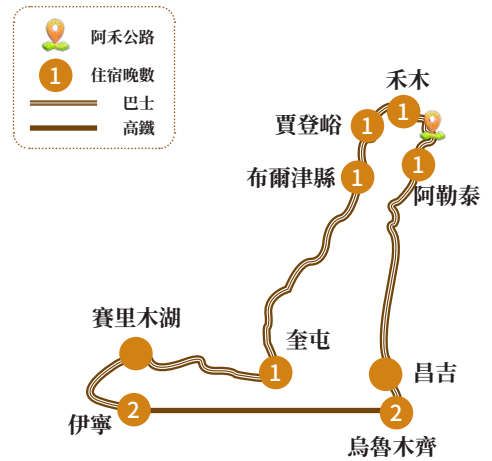 阿禾公路
1 住宿晚數
巴士
高鐵
禾木
1
賈登峪
1
1
阿勒泰
布爾津縣
1
賽里木湖
奎屯
1
昌吉
伊寧
2
2
烏魯木齊